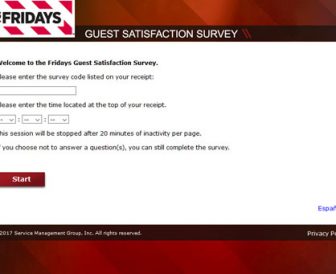 FRIDAYS
GUEST SATISFACTION SURVEY
Welcome to the Fridays Guest Satisfaction Survey.
lease enter the survey code listed on your receipt:
lease enter the time located at the top of your receipt.
-- : -- : --
his session will be stopped after 20 minutes of inactivity per page.
f you choose not to answer a question(s), you can still complete the survey.
Start
Españ
2017 Service Management Group, Inc. All rights reserved.
Privacy Po